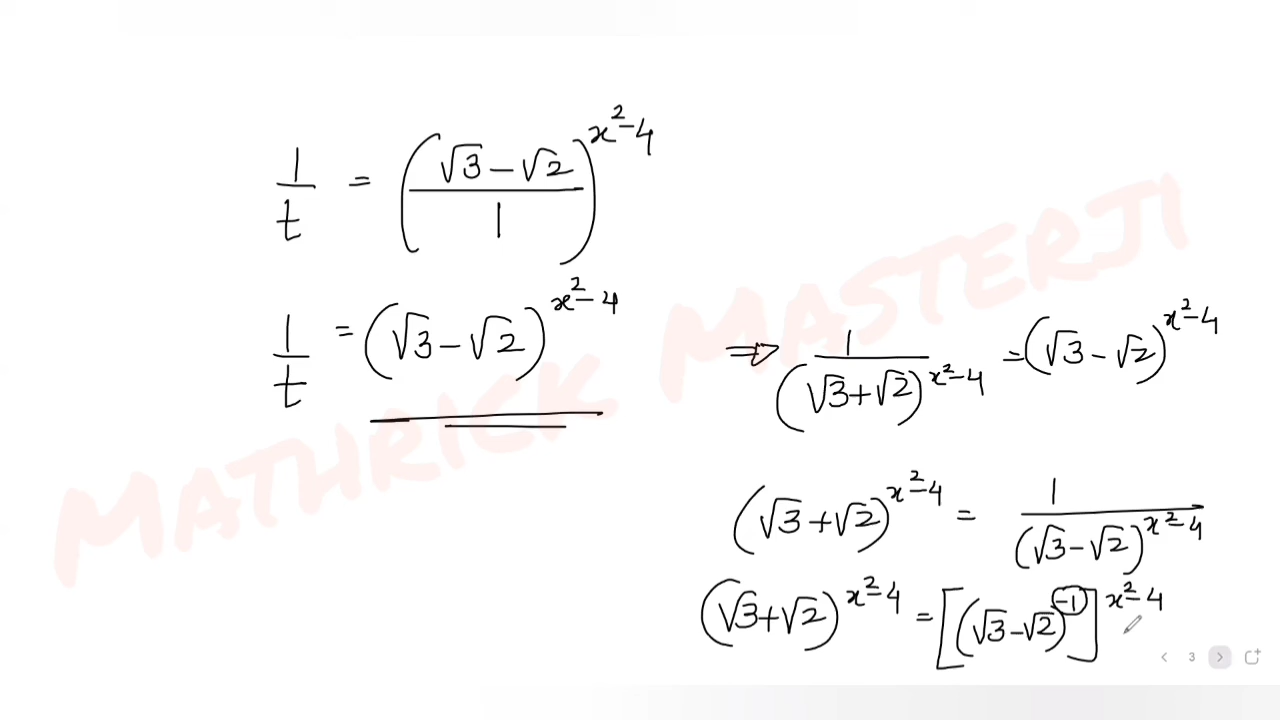 1/t = ((√3 − √2)/1)^(x²−4)
1/t = (√3 − √2)^(x²−4)
⇒ 1/(√3+√2)^(x²−4) = (√3 − √2)^(x²−4)
(√3 + √2)^(x²−4) = 1/(√3 − √2)^(x²−4)
(√3+√2)^(x²−4) = [(√3−√2)^(−1)]^(x²−4)
MATHRICK MASTERJI
3